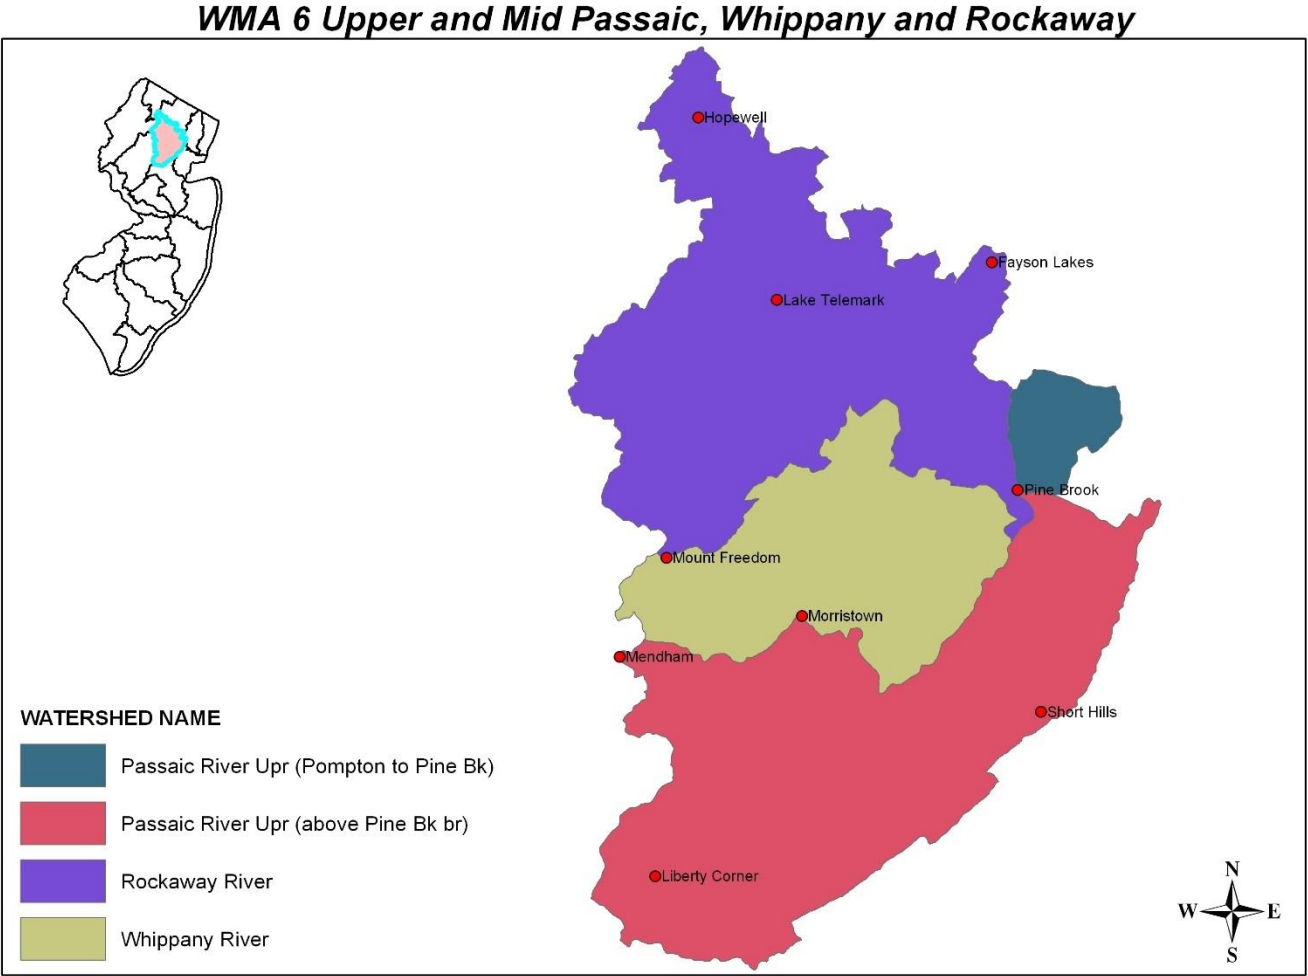 WMA 6 Upper and Mid Passaic, Whippany and Rockaway
Hopewell
Fayson Lakes
Lake Telemark
Pine Brook
Mount Freedom
Morristown
Mendham
Short Hills
Liberty Corner
WATERSHED NAME
Passaic River Upr (Pompton to Pine Bk)
Passaic River Upr (above Pine Bk br)
Rockaway River
Whippany River
N
W E
S